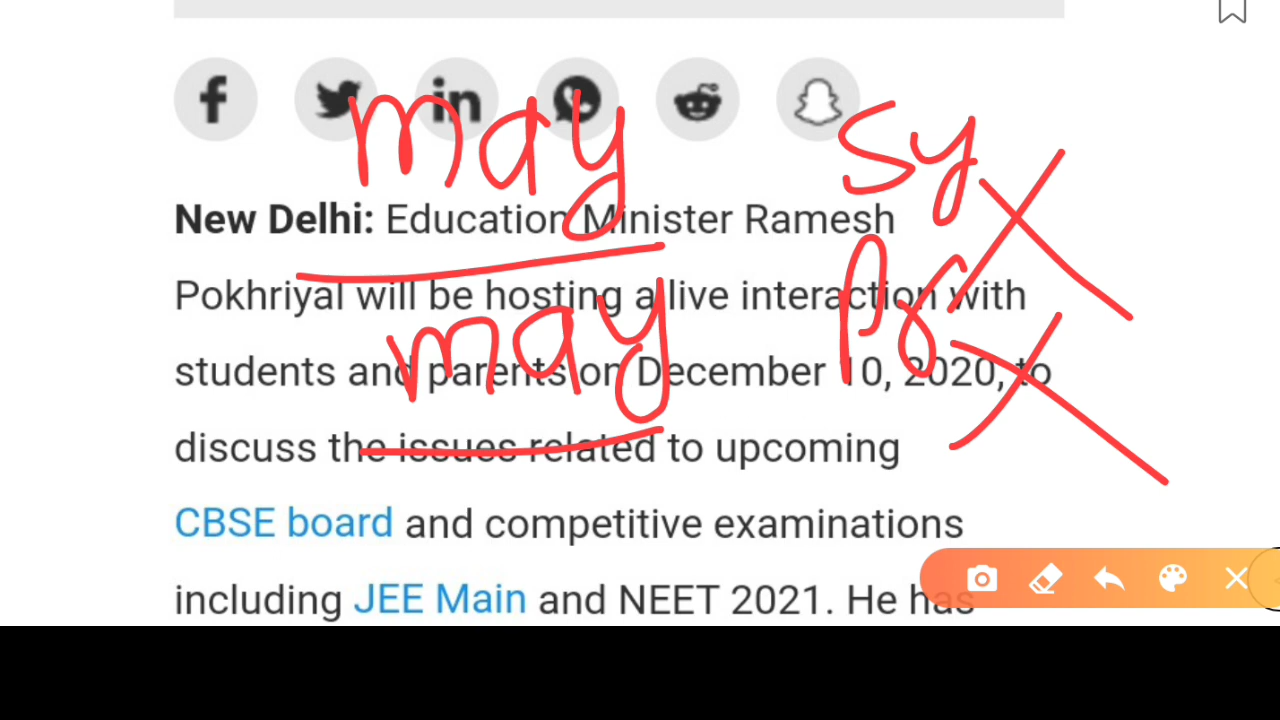 may
sy
New Delhi: Education Minister Ramesh
Pokhriyal will be hosting a live interaction with
may
Pr
students and parents on December 10, 2020, to
discuss the issues related to upcoming
CBSE board and competitive examinations
including JEE Main and NEET 2021. He has